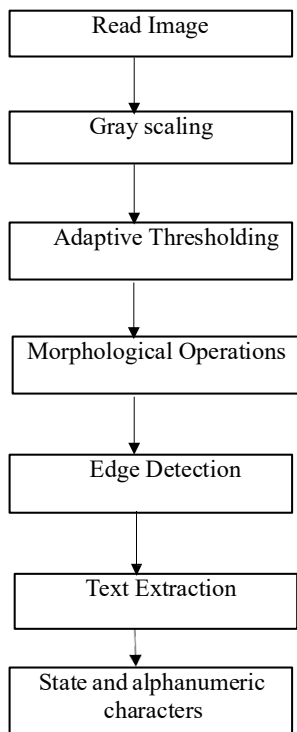 Read Image
Gray scaling
Adaptive Thresholding
Morphological Operations
Edge Detection
Text Extraction
State and alphanumeric
characters